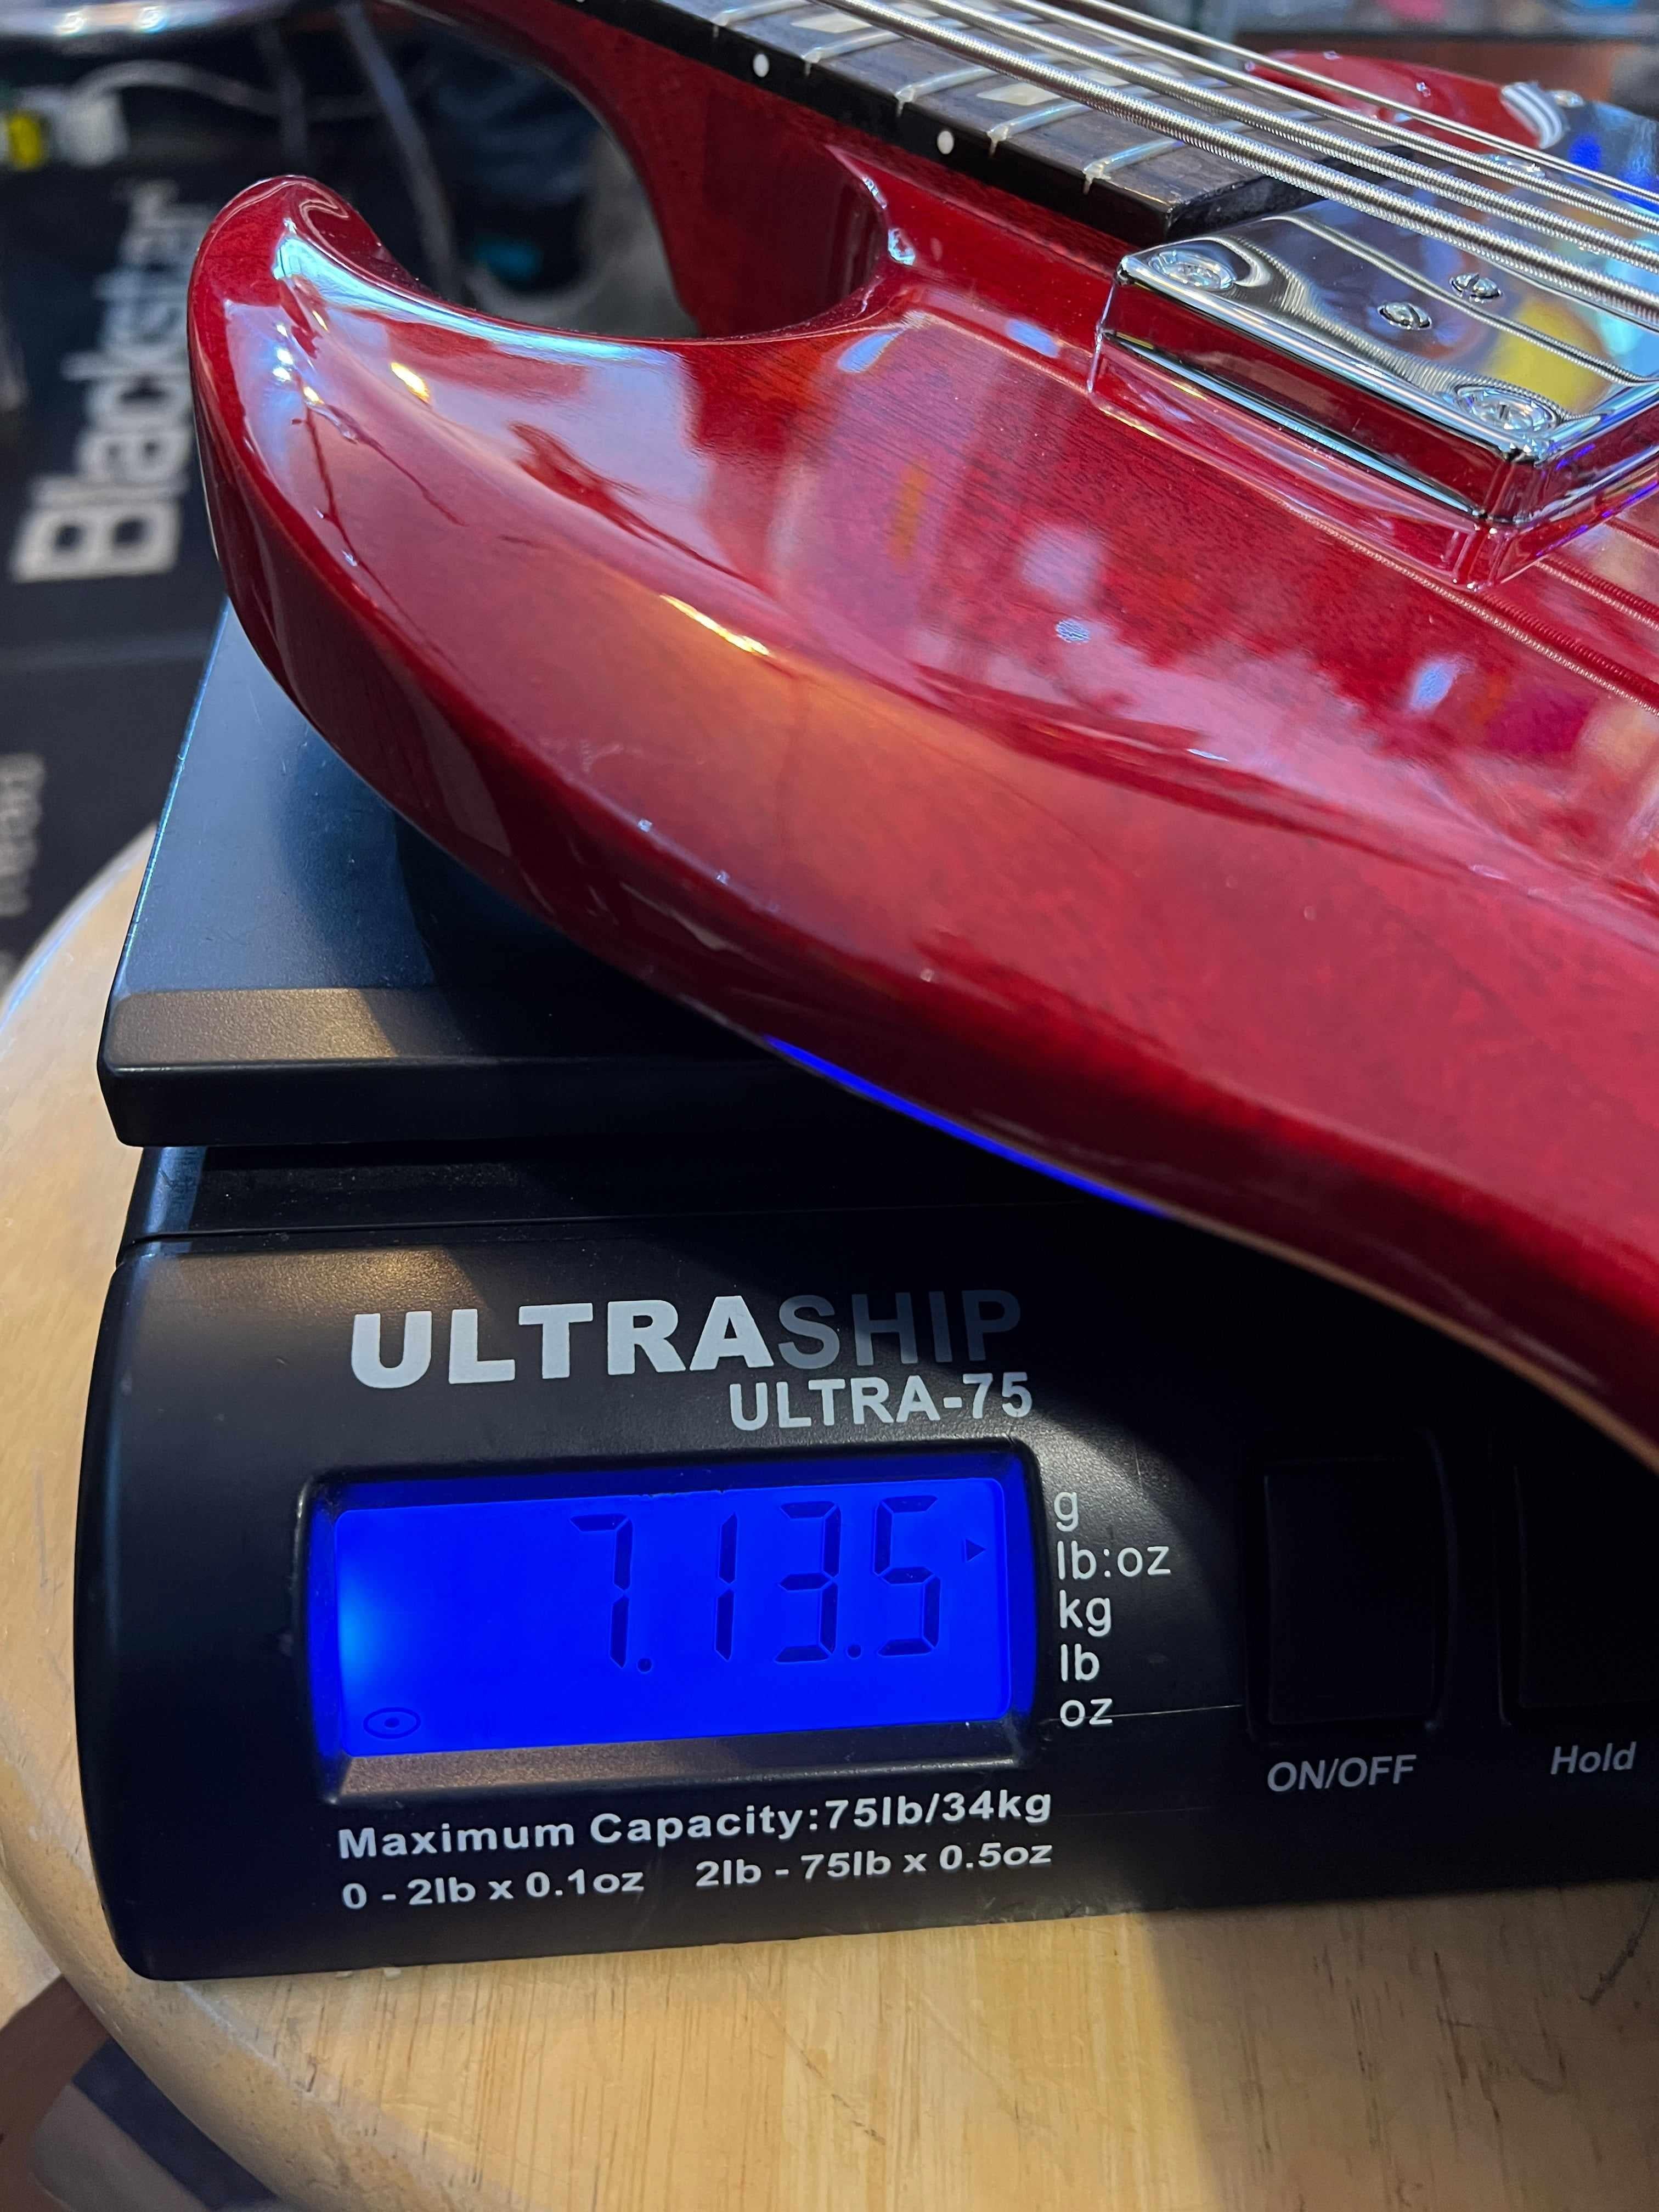 Blackstar
ULTRASHIP
ULTRA-75
7.13.5
g
lb:oz
kg
lb
oz
ON/OFF
Hold
Maximum Capacity:75lb/34kg
0 - 2lb x 0.1oz 2lb - 75lb x 0.5oz